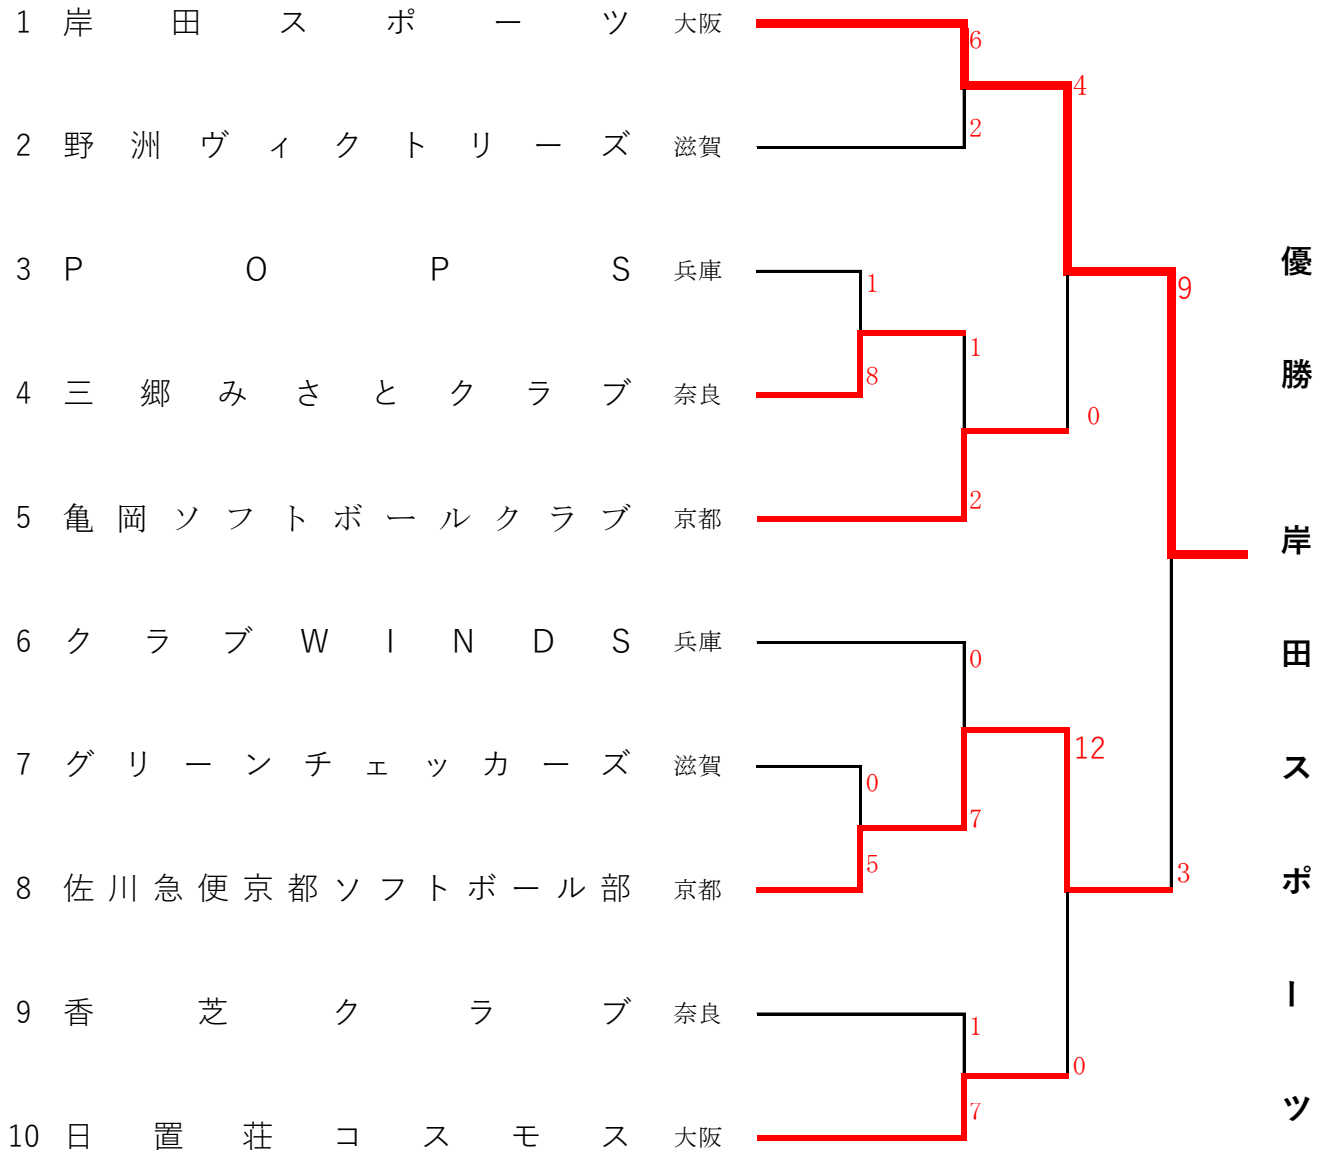 1 岸田スポーツ 大阪
6
4
2 野洲ヴィクトリーズ 滋賀
2
3 POPS 兵庫
1
9
1
4 三郷みさとクラブ 奈良
8
0
5 亀岡ソフトボールクラブ 京都
2
6 クラブWINDS 兵庫
0
12
7 グリーンチェッカーズ 滋賀
0
7
8 佐川急便京都ソフトボール部 京都
5
3
9 香芝クラブ 奈良
1
0
10 日置荘コスモス 大阪
7
優勝 岸田スポーツ